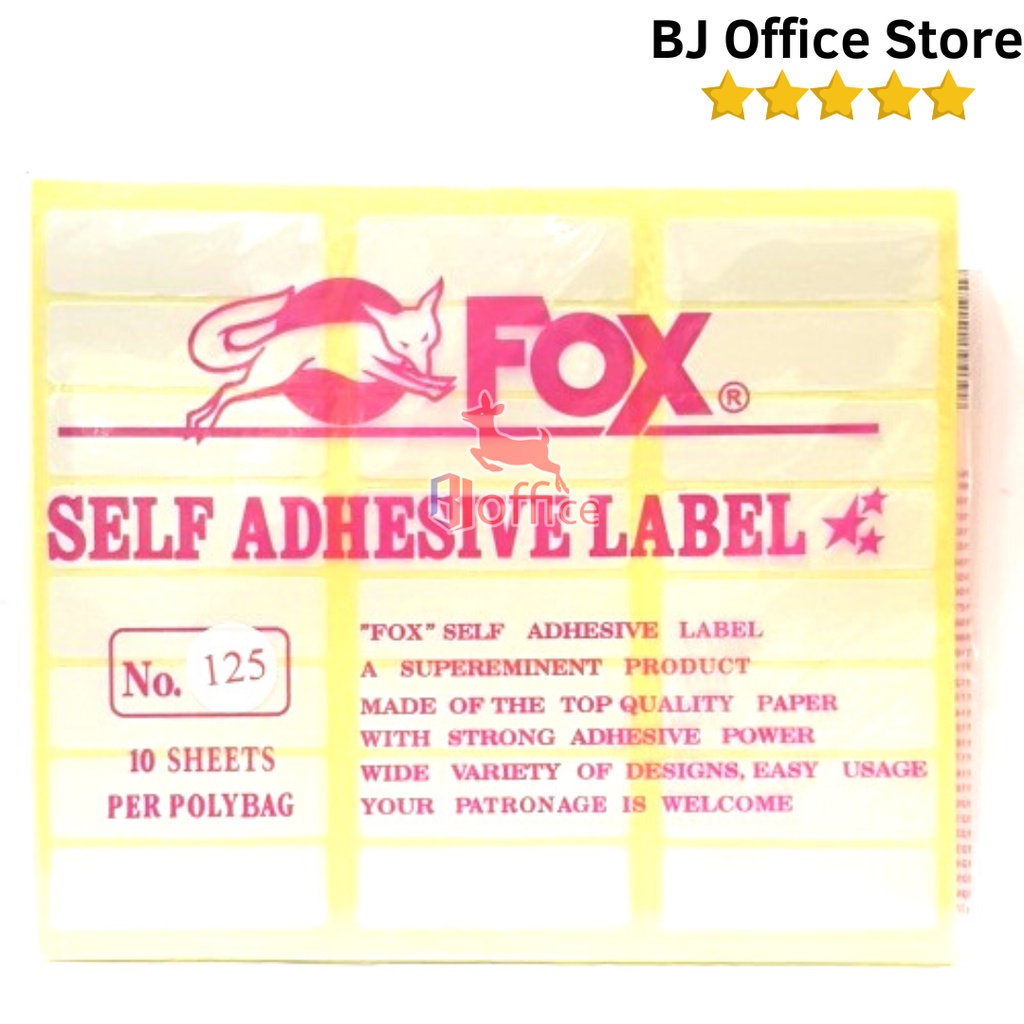 BJ Office Store
FOX®
SELF ADHESIVE LABEL
BJ office
No. 125
10 SHEETS
PER POLYBAG
"FOX" SELF ADHESIVE LABEL
A SUPEREMINENT PRODUCT
MADE OF THE TOP QUALITY PAPER
WITH STRONG ADHESIVE POWER
WIDE VARIETY OF DESIGNS, EASY USAGE
YOUR PATRONAGE IS WELCOME